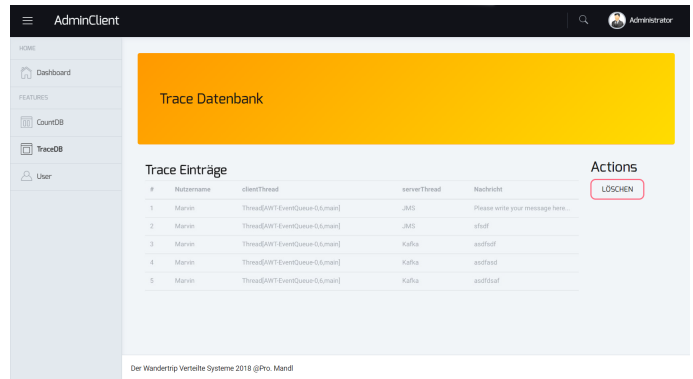 AdminClient
Administrator
HOME
Dashboard
FEATURES
CountDB
TraceDB
User
Trace Datenbank
Trace Einträge
# Nutzername clientThread serverThread Nachricht
1 Marvin Thread[AWT-EventQueue-0,6,main] JMS Please write your message here...
2 Marvin Thread[AWT-EventQueue-0,6,main] JMS sfsdf
3 Marvin Thread[AWT-EventQueue-0,6,main] Kafka asdfsdf
4 Marvin Thread[AWT-EventQueue-0,6,main] Kafka asdfasd
5 Marvin Thread[AWT-EventQueue-0,6,main] Kafka asdfdsaf
Actions
LÖSCHEN
Der Wandertrip Verteilte Systeme 2018 @Pro. Mandl